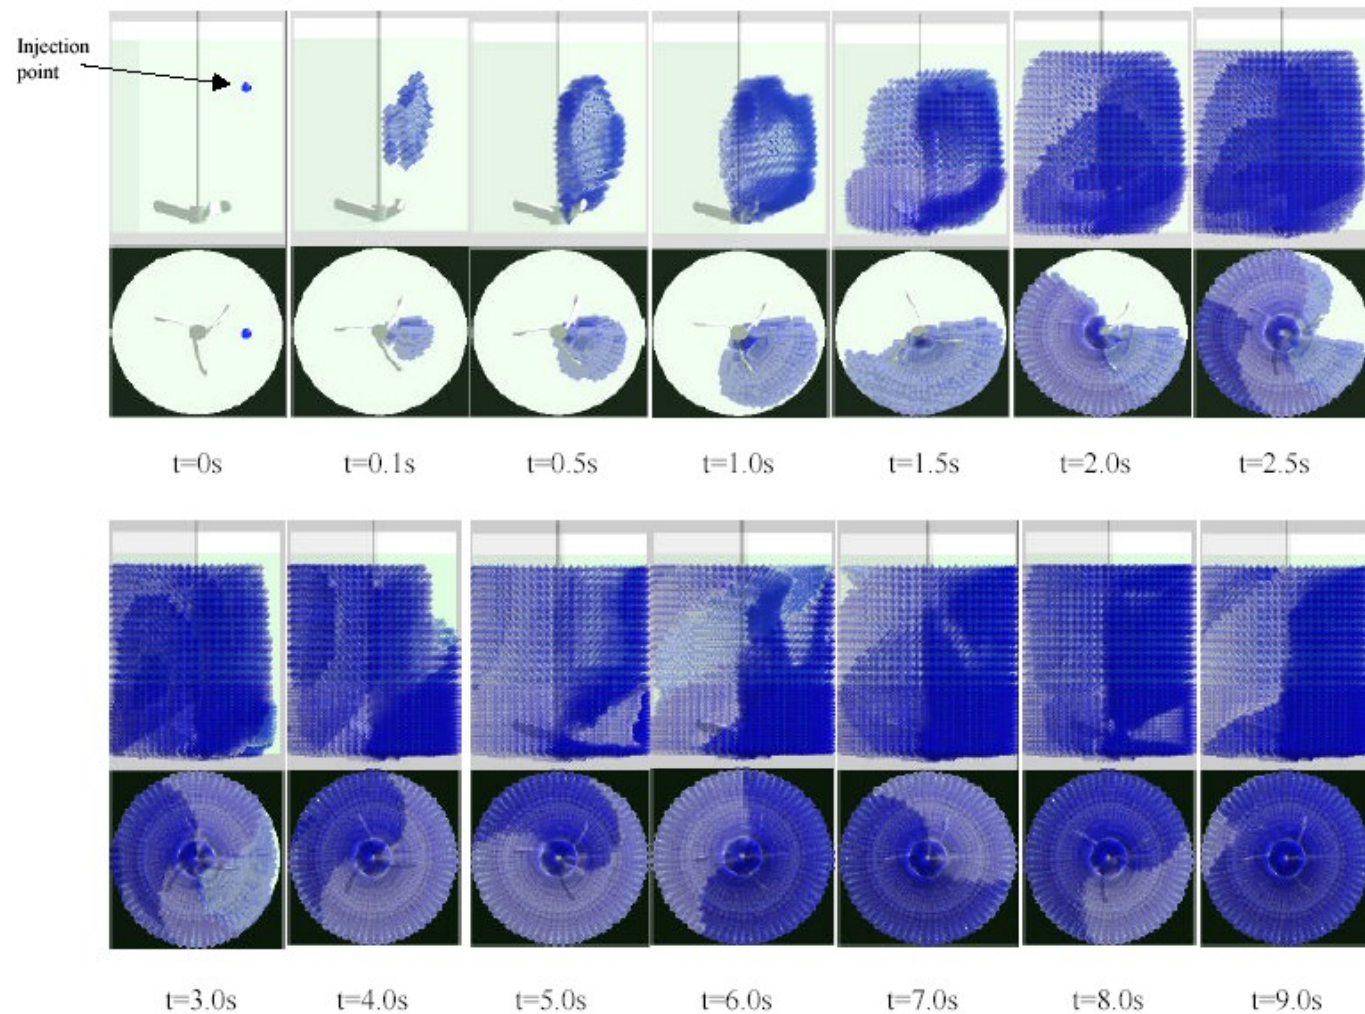 Injection
point
t=0s
t=0.1s
t=0.5s
t=1.0s
t=1.5s
t=2.0s
t=2.5s
t=3.0s
t=4.0s
t=5.0s
t=6.0s
t=7.0s
t=8.0s
t=9.0s